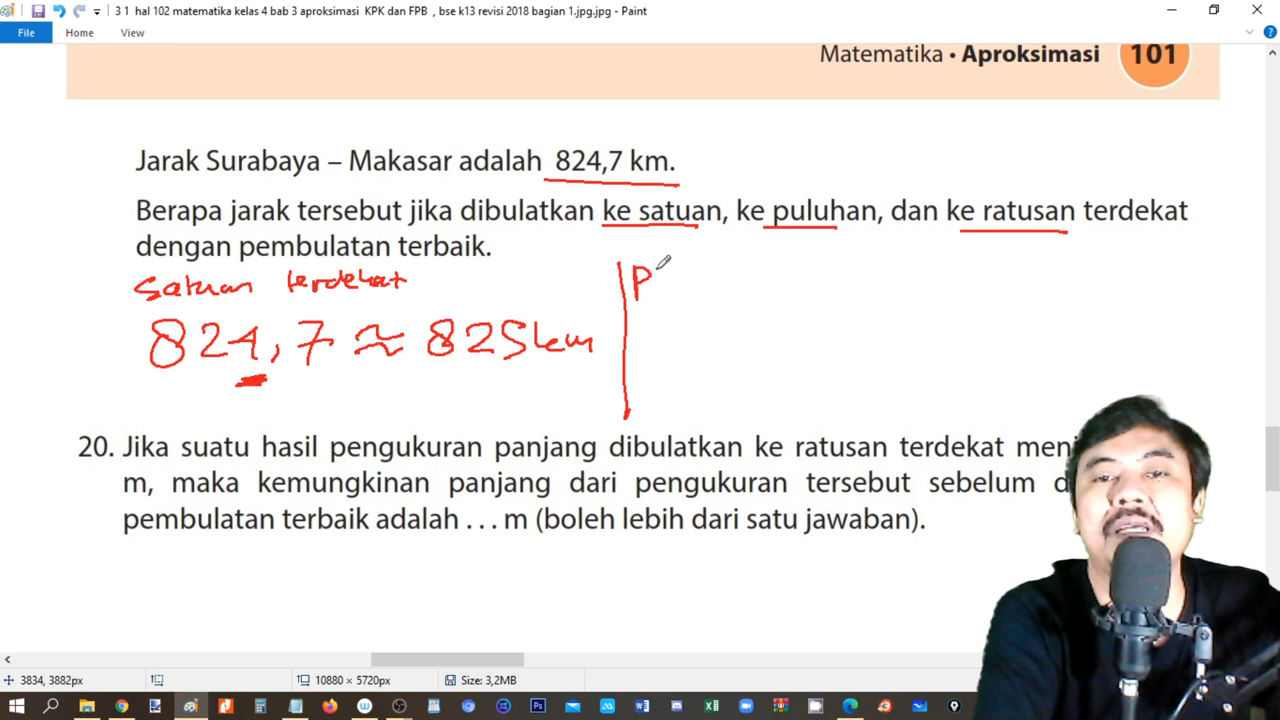 3 1 hal 102 matematika kelas 4 bab 3 aproksimasi KPK dan FPB , bse k13 revisi 2018 bagian 1.jpg.jpg - Paint
File Home View
Matematika • Aproksimasi 101
Jarak Surabaya – Makasar adalah 824,7 km.
Berapa jarak tersebut jika dibulatkan ke satuan, ke puluhan, dan ke ratusan terdekat
dengan pembulatan terbaik.
Satuan terdekat
P
824,7 ≈ 825 km
20. Jika suatu hasil pengukuran panjang dibulatkan ke ratusan terdekat menj
m, maka kemungkinan panjang dari pengukuran tersebut sebelum d
pembulatan terbaik adalah . . . m (boleh lebih dari satu jawaban).
3834, 3882px 10880 × 5720px Size: 3,2MB